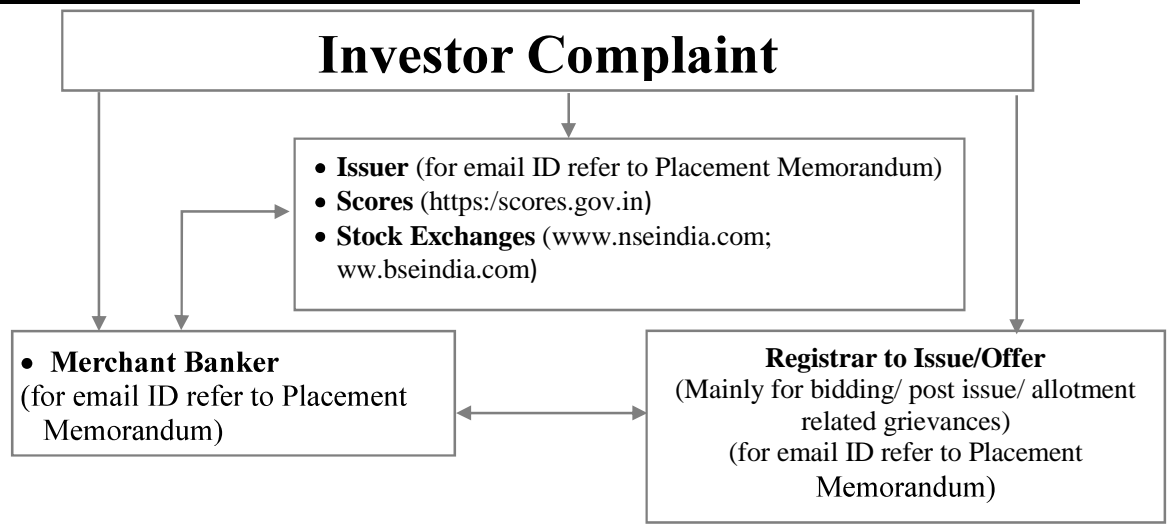 Investor Complaint
• Issuer (for email ID refer to Placement Memorandum)
• Scores (https:/scores.gov.in)
• Stock Exchanges (www.nseindia.com;
ww.bseindia.com)
• Merchant Banker
(for email ID refer to Placement
Memorandum)
Registrar to Issue/Offer
(Mainly for bidding/ post issue/ allotment
related grievances)
(for email ID refer to Placement
Memorandum)